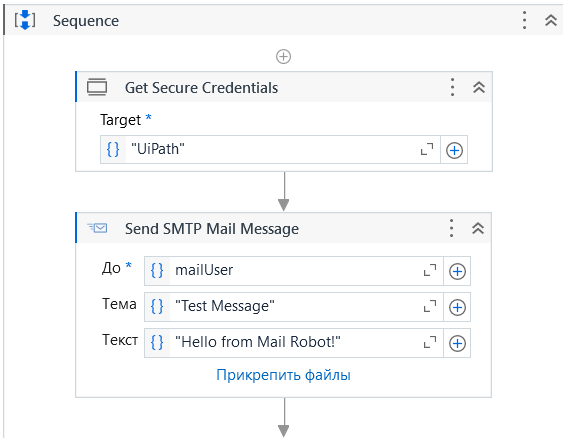 Sequence
Get Secure Credentials
Target *
{} "UiPath"
Send SMTP Mail Message
До * {} mailUser
Тема {} "Test Message"
Текст {} "Hello from Mail Robot!"
Прикрепить файлы